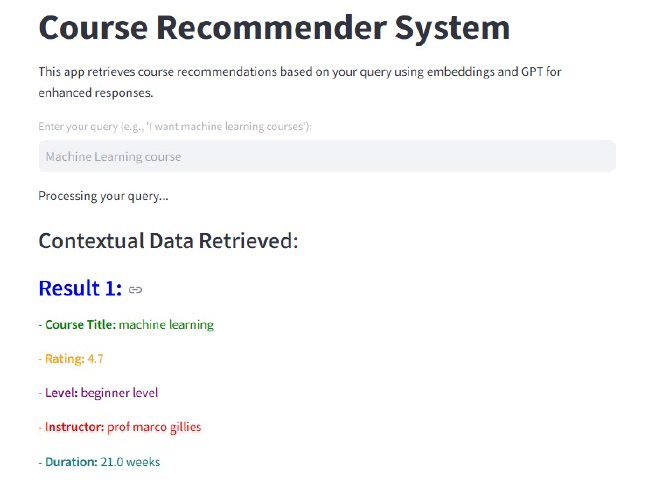 Course Recommender System
This app retrieves course recommendations based on your query using embeddings and GPT for
enhanced responses.
Enter your query (e.g., 'I want machine learning courses'):
Machine Learning course
Processing your query...
Contextual Data Retrieved:
Result 1:
- Course Title: machine learning
- Rating: 4.7
- Level: beginner level
- Instructor: prof marco gillies
- Duration: 21.0 weeks